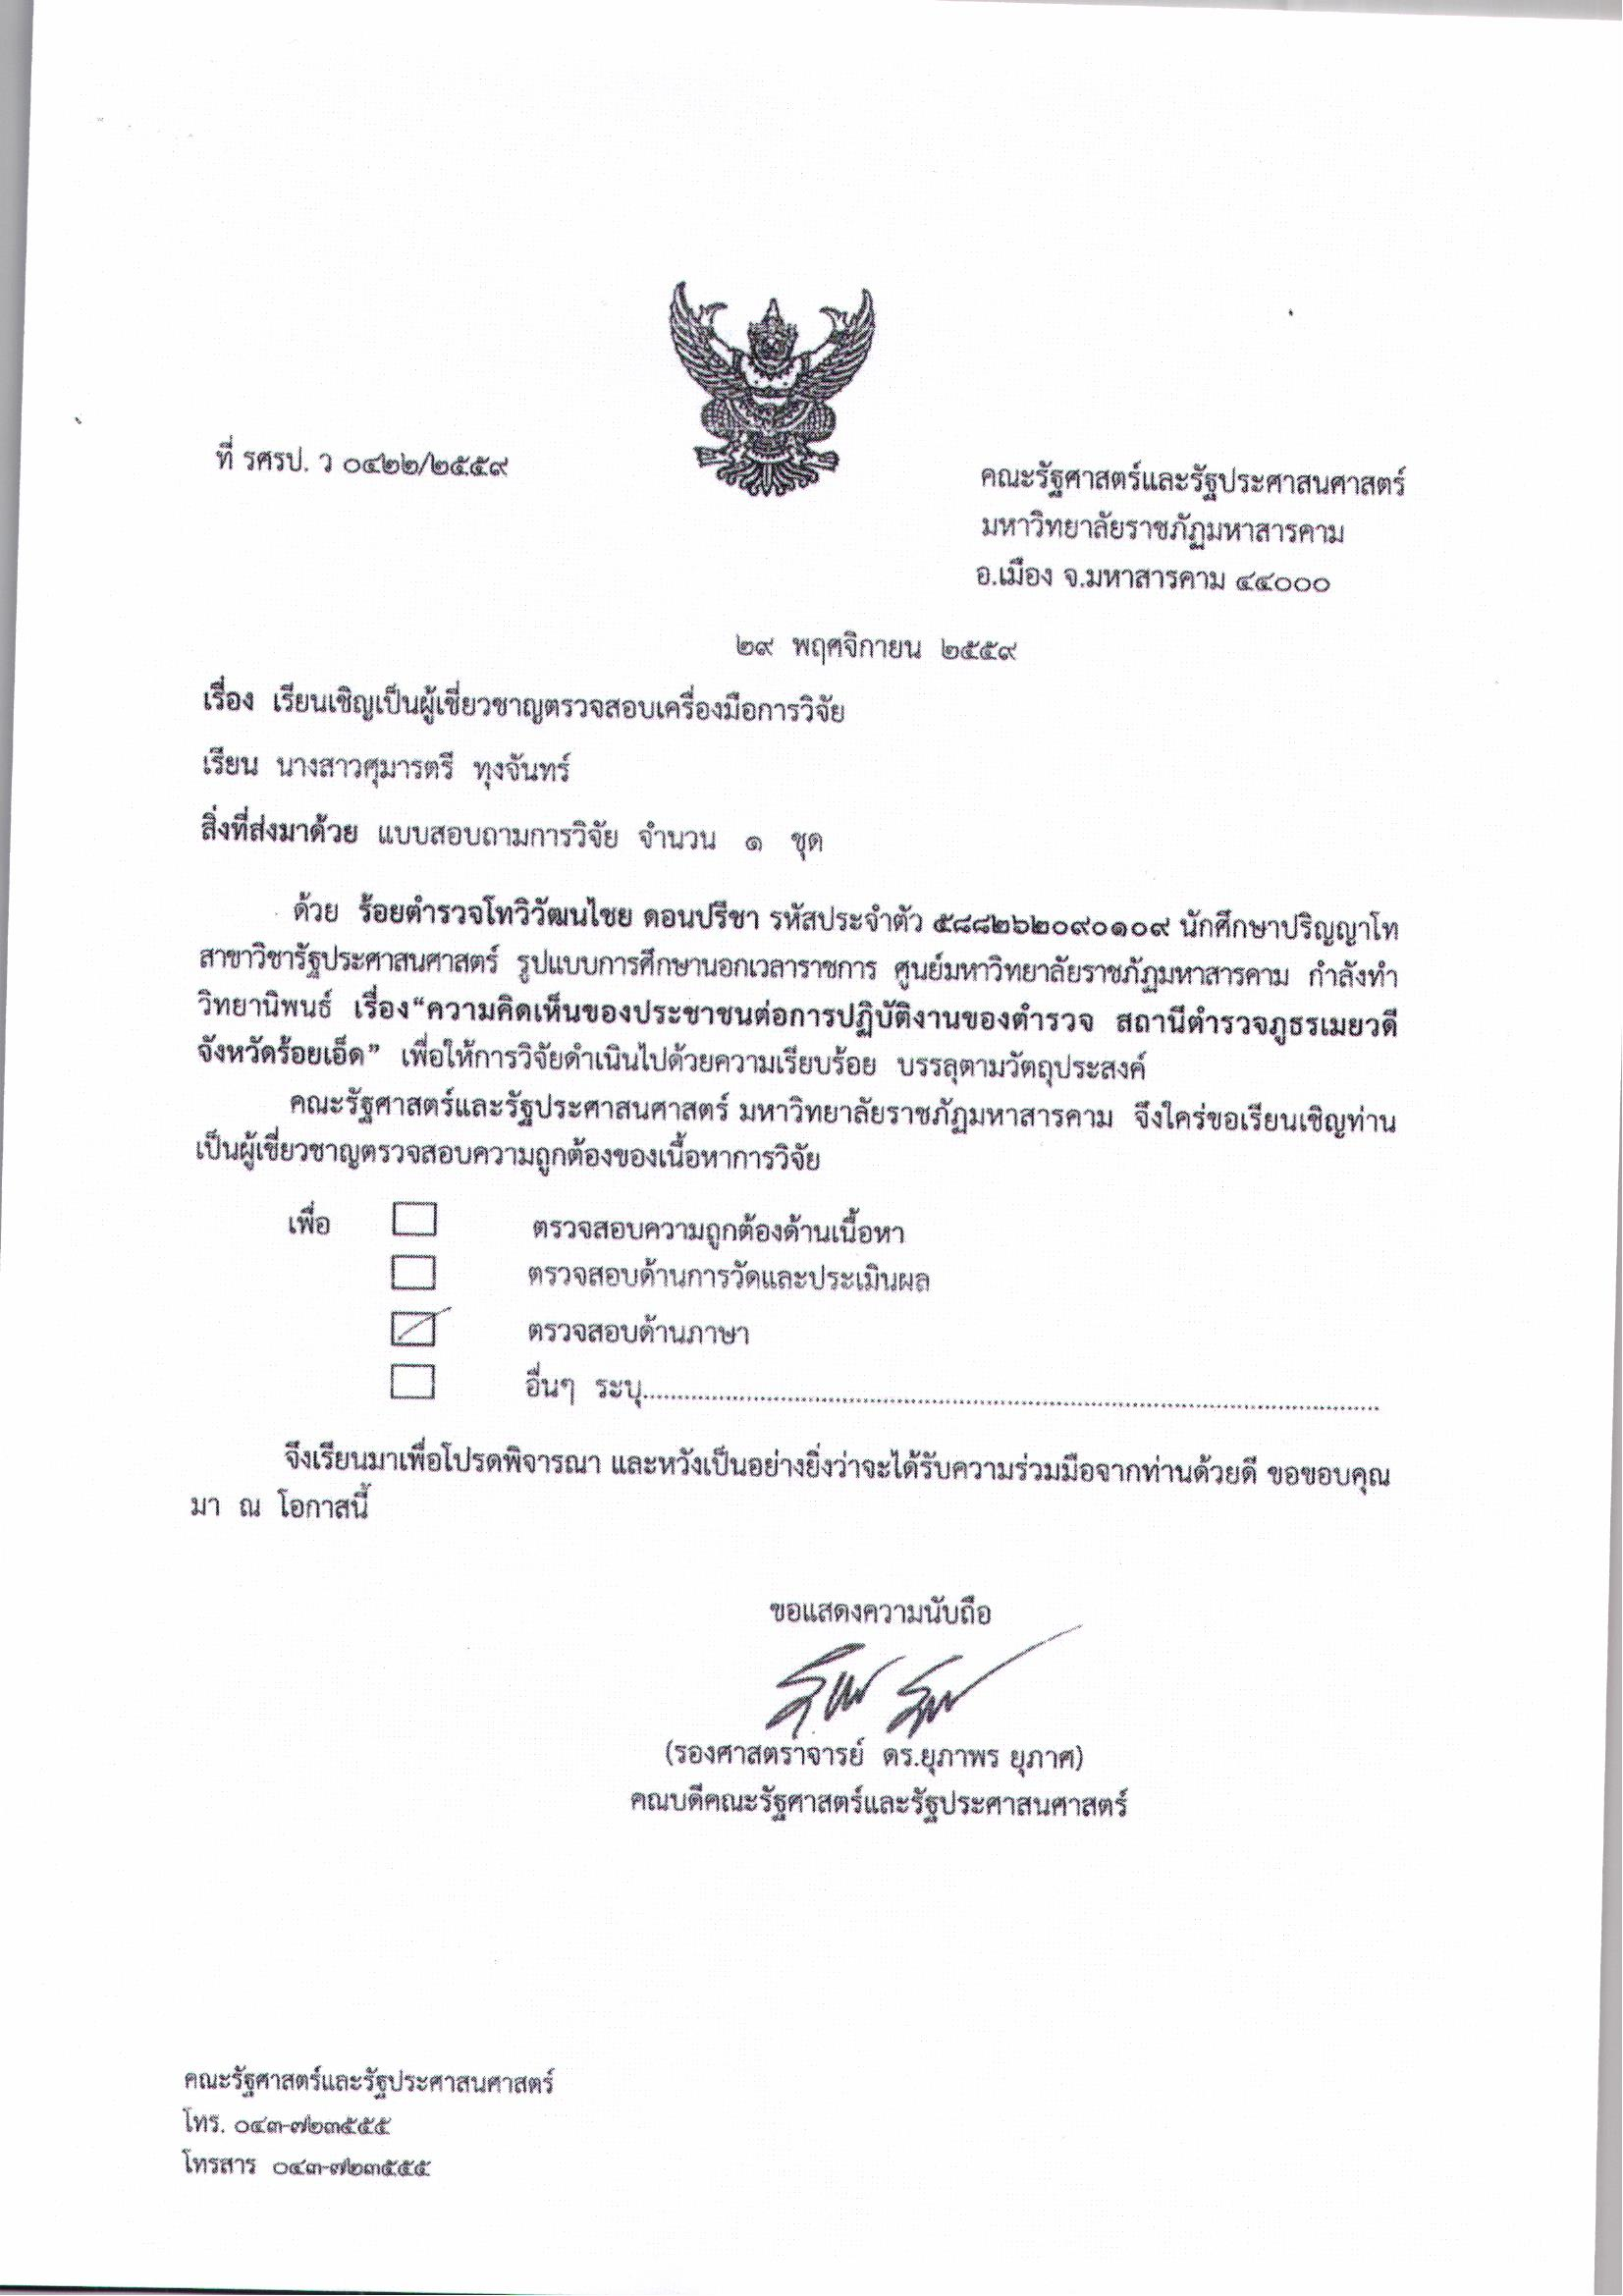 ที่ รศรป. ว ๐๔๒๒/๒๕๕๙
คณะรัฐศาสตร์และรัฐประศาสนศาสตร์
มหาวิทยาลัยราชภัฏมหาสารคาม
อ.เมือง จ.มหาสารคาม ๔๔๐๐๐
๒๙ พฤศจิกายน ๒๕๕๙
เรื่อง เรียนเชิญเป็นผู้เชี่ยวชาญตรวจสอบเครื่องมือการวิจัย
เรียน นางสาวศุมารตรี ทุงจันทร์
สิ่งที่ส่งมาด้วย แบบสอบถามการวิจัย จำนวน ๑ ชุด
ด้วย ร้อยตำรวจโทวิวัฒนไชย ดอนปรีชา รหัสประจำตัว ๕๘๘๒๖๒๐๙๐๑๐๙ นักศึกษาปริญญาโท
สาขาวิชารัฐประศาสนศาสตร์ รูปแบบการศึกษานอกเวลาราชการ ศูนย์มหาวิทยาลัยราชภัฏมหาสารคาม กำลังทำ
วิทยานิพนธ์ เรื่อง“ความคิดเห็นของประชาชนต่อการปฏิบัติงานของตำรวจ สถานีตำรวจภูธรเมยวดี
จังหวัดร้อยเอ็ด” เพื่อให้การวิจัยดำเนินไปด้วยความเรียบร้อย บรรลุตามวัตถุประสงค์
คณะรัฐศาสตร์และรัฐประศาสนศาสตร์ มหาวิทยาลัยราชภัฏมหาสารคาม จึงใคร่ขอเรียนเชิญท่าน
เป็นผู้เชี่ยวชาญตรวจสอบความถูกต้องของเนื้อหาการวิจัย
เพื่อ ตรวจสอบความถูกต้องด้านเนื้อหา
ตรวจสอบด้านการวัดและประเมินผล
ตรวจสอบด้านภาษา
อื่นๆ ระบุ..........................................................................................
จึงเรียนมาเพื่อโปรดพิจารณา และหวังเป็นอย่างยิ่งว่าจะได้รับความร่วมมือจากท่านด้วยดี ขอขอบคุณ
มา ณ โอกาสนี้
ขอแสดงความนับถือ
(รองศาสตราจารย์ ดร.ยุภาพร ยุภาศ)
คณบดีคณะรัฐศาสตร์และรัฐประศาสนศาสตร์
คณะรัฐศาสตร์และรัฐประศาสนศาสตร์
โทร. ๐๔๓-๗๒๓๕๕๕
โทรสาร ๐๔๓-๗๒๓๕๕๕